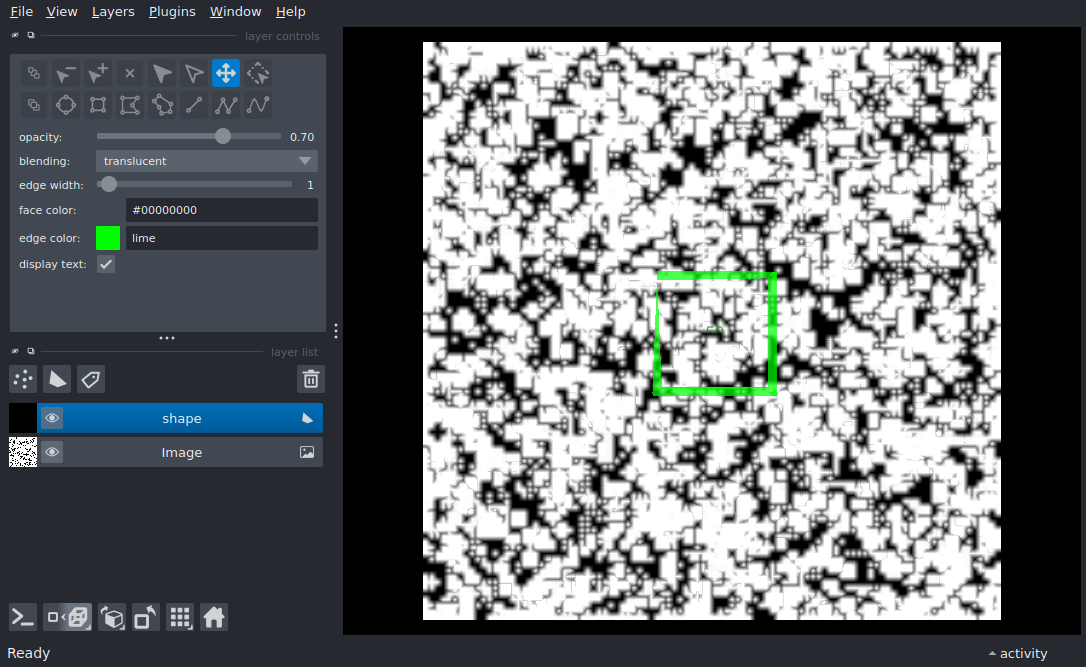 File View Layers Plugins Window Help
layer controls
opacity: 0.70
blending: translucent
edge width: 1
face color: #00000000
edge color: lime
display text:
layer list
shape
Image
Ready activity